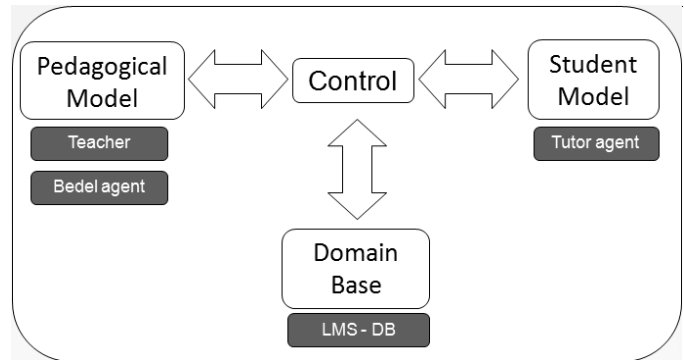 Pedagogical
Model
Control
Student
Model
Teacher
Bedel agent
Tutor agent
Domain
Base
LMS - DB